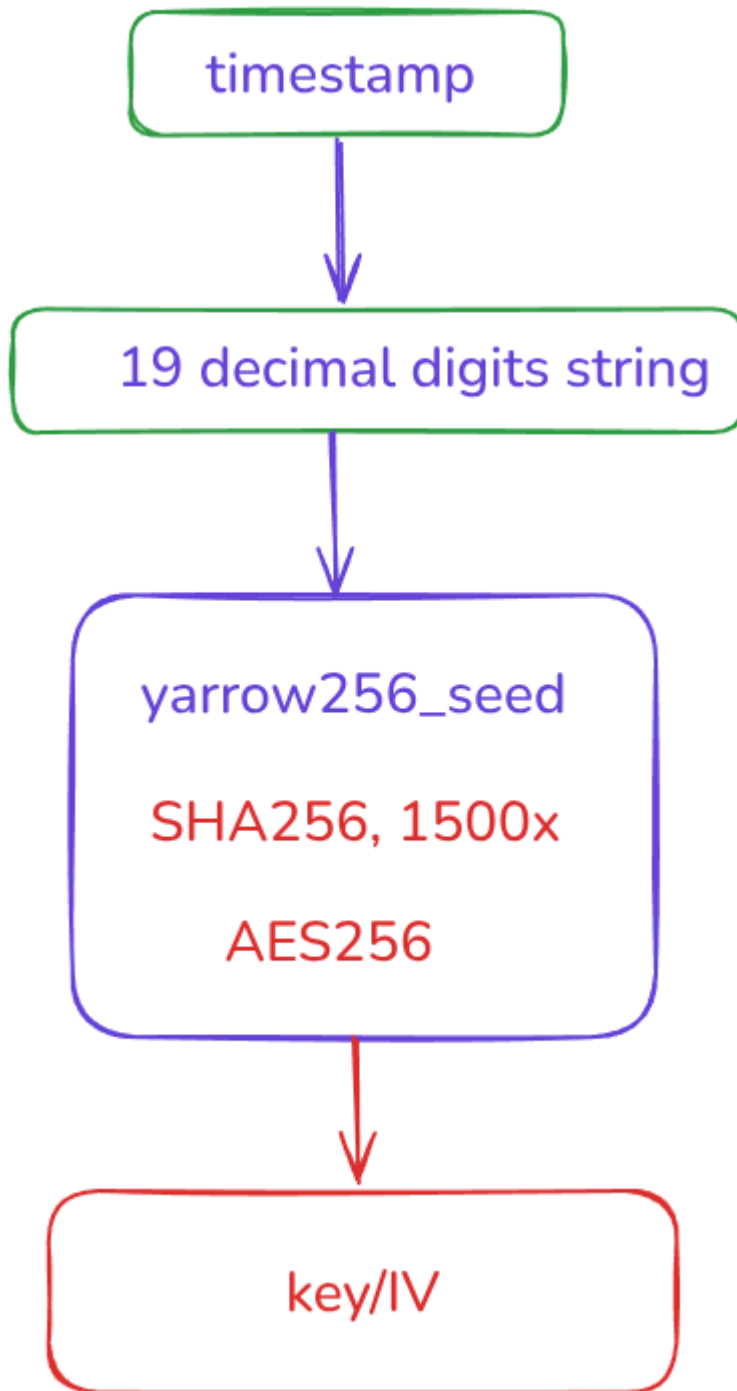 timestamp
19 decimal digits string
yarrow256_seed
SHA256, 1500x
AES256
key/IV